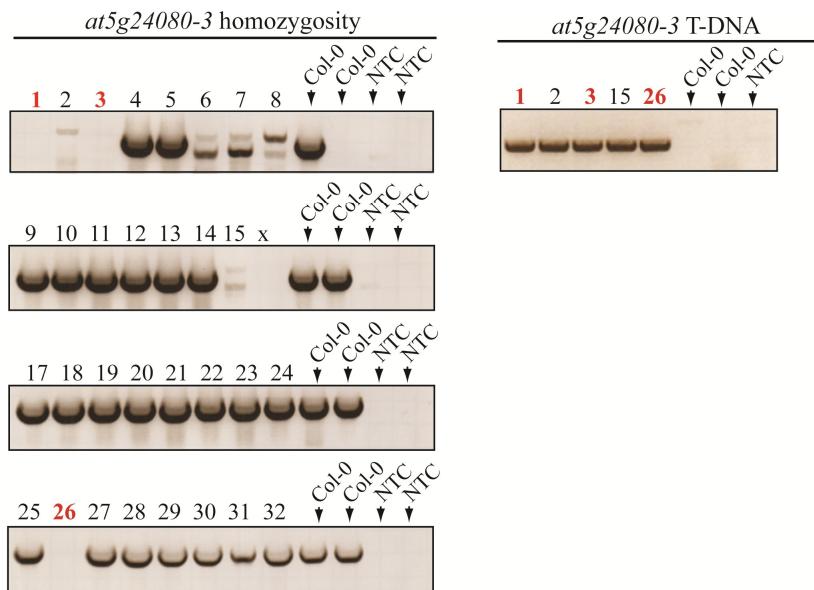 at5g24080-3 homozygosity
Col-0 Col-0 NTC NTC
1 2 3 4 5 6 7 8
Col-0 Col-0 NTC NTC
9 10 11 12 13 14 15 x
Col-0 Col-0 NTC NTC
17 18 19 20 21 22 23 24
Col-0 Col-0 NTC NTC
25 26 27 28 29 30 31 32
at5g24080-3 T-DNA
Col-0 Col-0 NTC
1 2 3 15 26